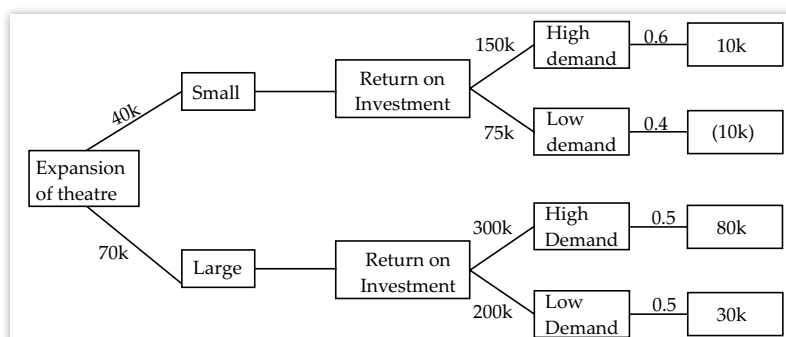 150k
High
demand
0.6
10k
40k
Small
Return on
Investment
75k
Low
demand
0.4
(10k)
Expansion
of theatre
70k
Large
Return on
Investment
300k
High
Demand
0.5
80k
200k
Low
Demand
0.5
30k